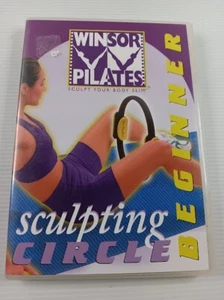 WINSOR
PILATES
SCULPT YOUR BODY SLIM
sculpting
CIRCLE
BEGINNER